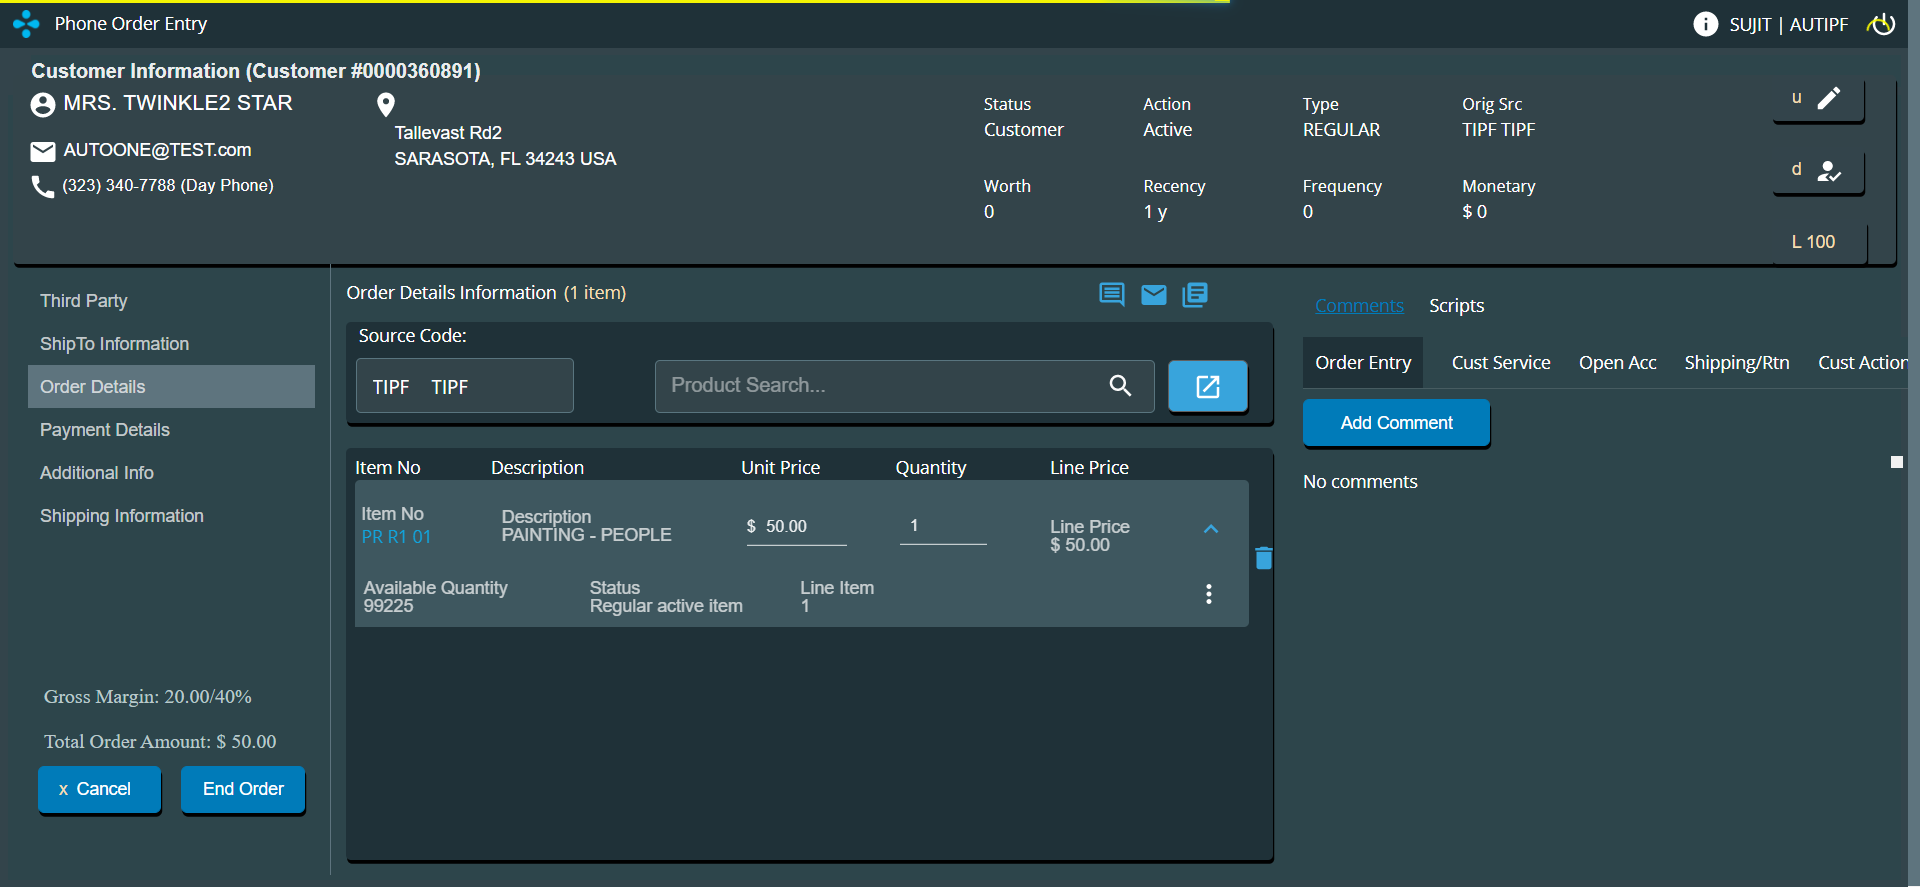 Phone Order Entry
SUJIT | AUTIPF
Customer Information (Customer #0000360891)
MRS. TWINKLE2 STAR
AUTOONE@TEST.com
(323) 340-7788 (Day Phone)
Tallevast Rd2
SARASOTA, FL 34243 USA
Status
Customer
Action
Active
Type
REGULAR
Orig Src
TIPF TIPF
Worth
0
Recency
1 y
Frequency
0
Monetary
$ 0
u
d
L 100
Third Party
ShipTo Information
Order Details
Payment Details
Additional Info
Shipping Information
Gross Margin: 20.00/40%
Total Order Amount: $ 50.00
x Cancel
End Order
Order Details Information (1 item)
Source Code:
TIPF TIPF
Product Search...
Item No Description Unit Price Quantity Line Price
Item No
PR R1 01
Description
PAINTING - PEOPLE
$ 50.00
1
Line Price
$ 50.00
Available Quantity
99225
Status
Regular active item
Line Item
1
Comments Scripts
Order Entry Cust Service Open Acc Shipping/Rtn Cust Action
Add Comment
No comments